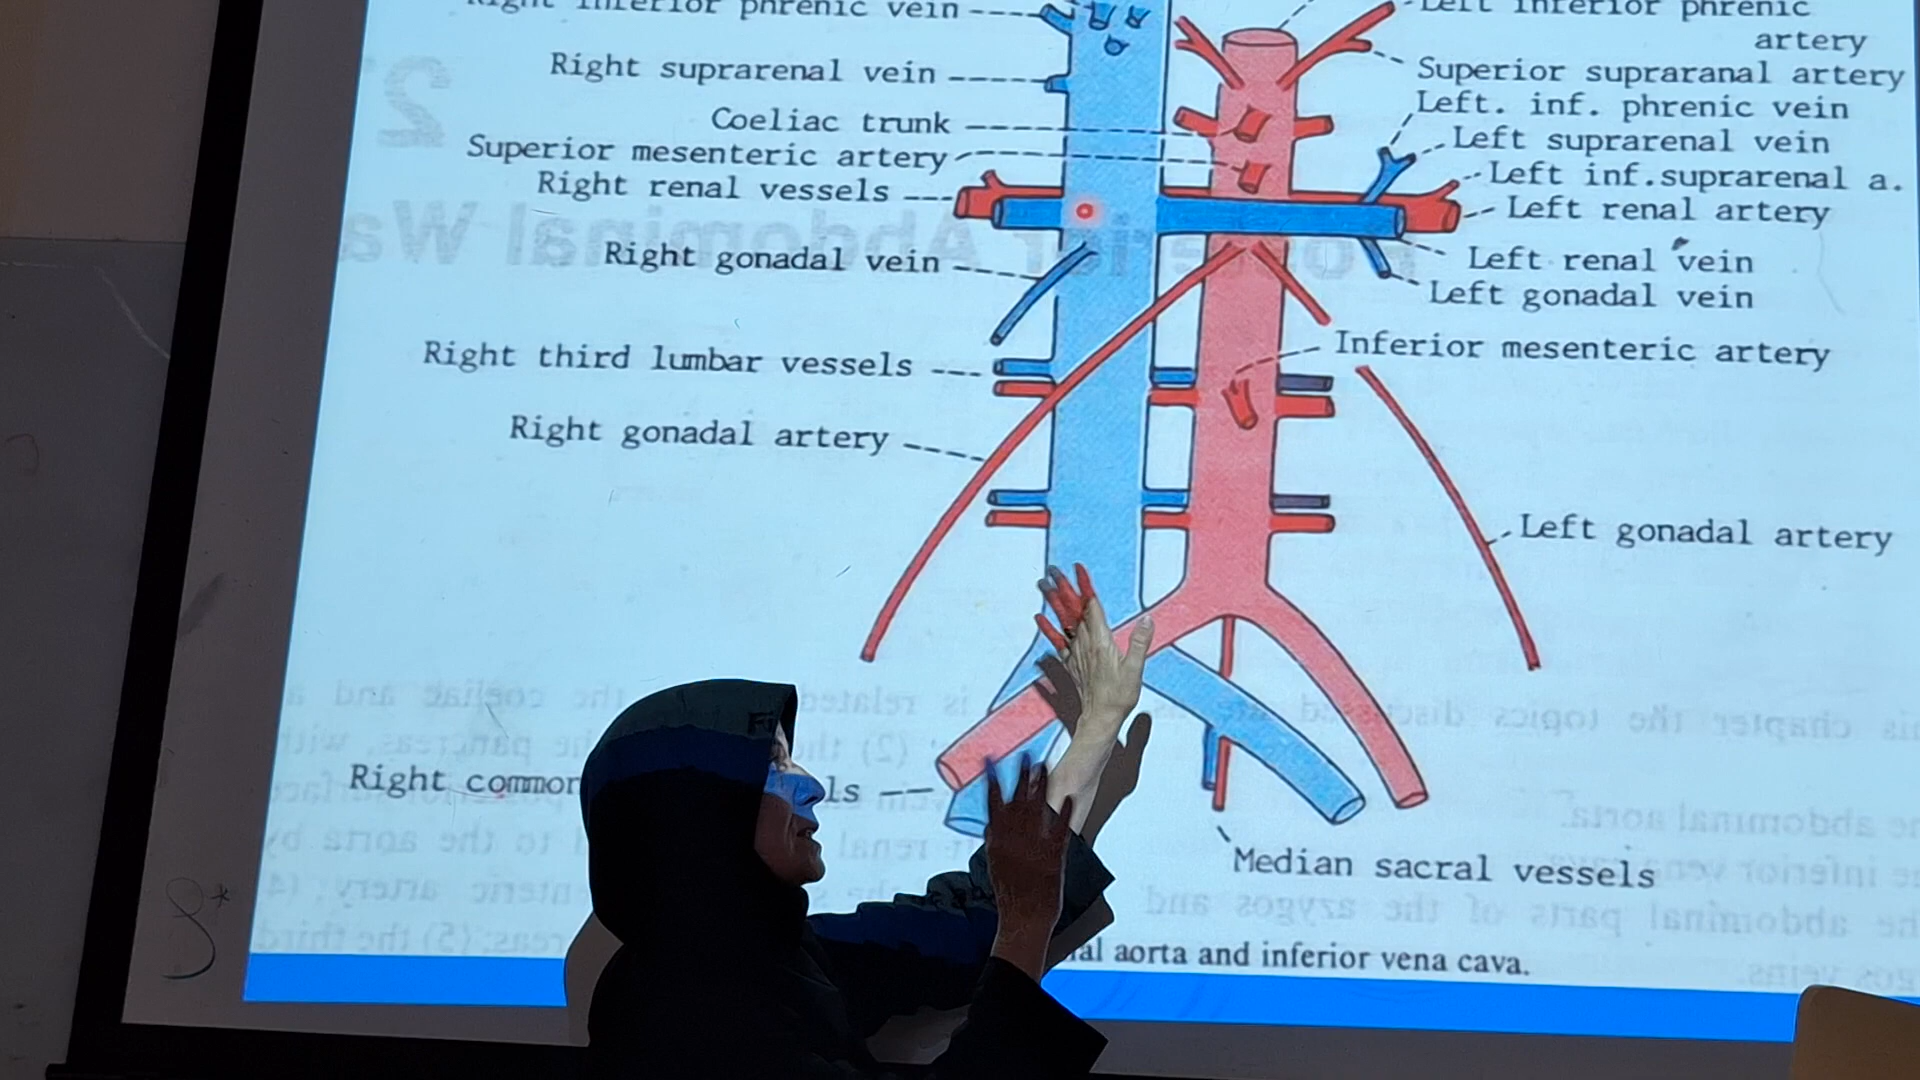 Right inferior phrenic vein
Left inferior phrenic
artery
Right suprarenal vein
Superior supraranal artery
Left. inf. phrenic vein
Coeliac trunk
Left suprarenal vein
Superior mesenteric artery
Left inf.suprarenal a.
Right renal vessels
Left renal artery
Right gonadal vein
Left renal vein
Left gonadal vein
Inferior mesenteric artery
Right third lumbar vessels
Right gonadal artery
Left gonadal artery
Right common
ls
Median sacral vessels
al aorta and inferior vena cava.